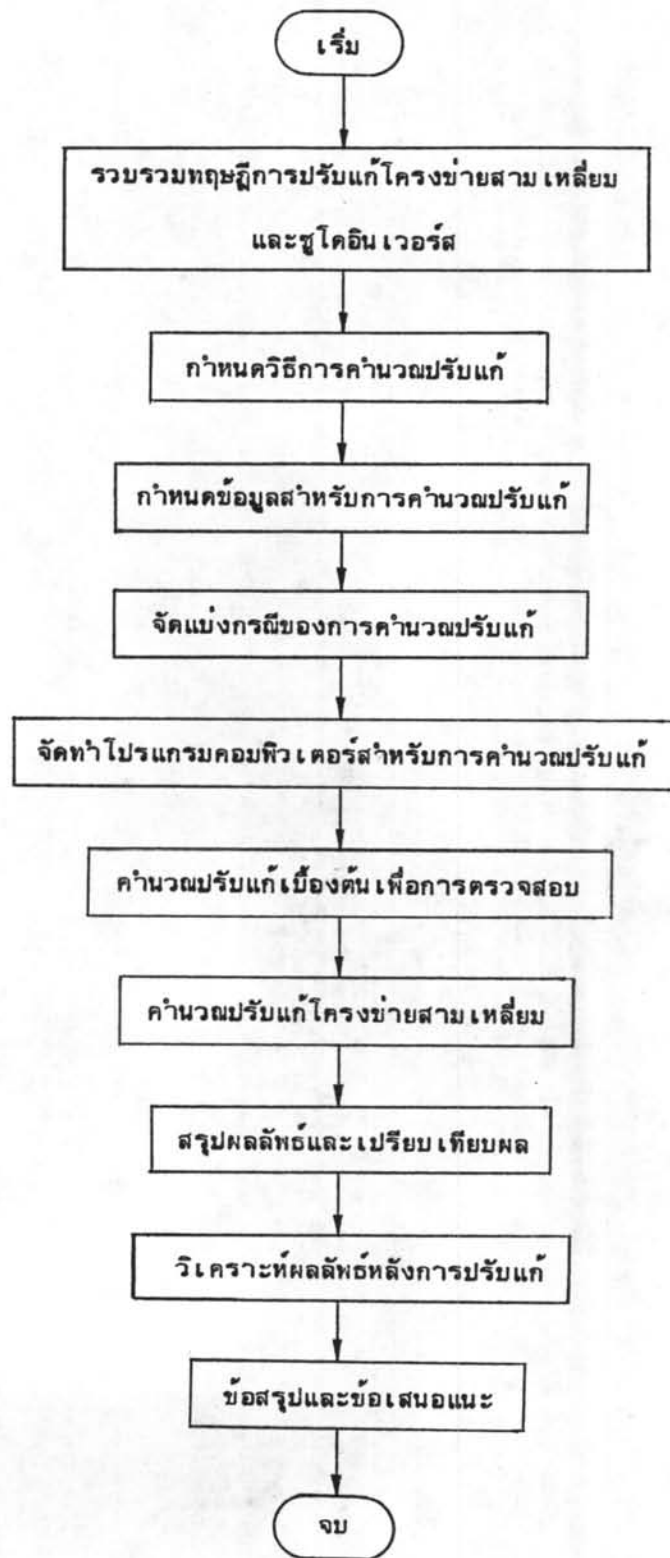 เริ่ม
รวบรวมทฤษฎีการปรับแก้โครงข่ายสามเหลี่ยม
และซูโดอินเวอร์ส
กำหนดวิธีการคำนวณปรับแก้
กำหนดข้อมูลสำหรับการคำนวณปรับแก้
จัดแบ่งกรณีของการคำนวณปรับแก้
จัดทำโปรแกรมคอมพิวเตอร์สำหรับการคำนวณปรับแก้
คำนวณปรับแก้เบื้องต้นเพื่อการตรวจสอบ
คำนวณปรับแก้โครงข่ายสามเหลี่ยม
สรุปผลลัพธ์และเปรียบเทียบผล
วิเคราะห์ผลลัพธ์หลังการปรับแก้
ข้อสรุปและข้อเสนอแนะ
จบ